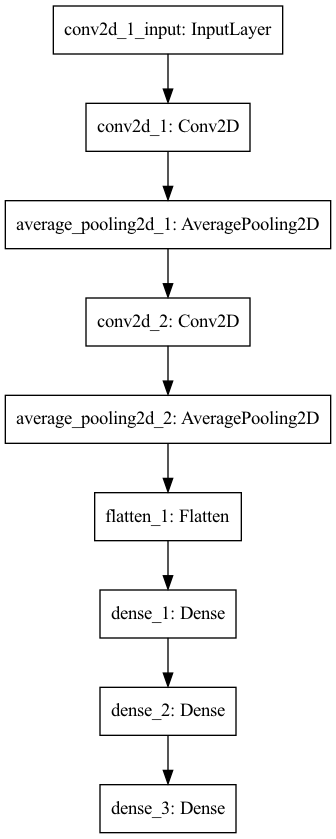 conv2d_1_input: InputLayer
conv2d_1: Conv2D
average_pooling2d_1: AveragePooling2D
conv2d_2: Conv2D
average_pooling2d_2: AveragePooling2D
flatten_1: Flatten
dense_1: Dense
dense_2: Dense
dense_3: Dense